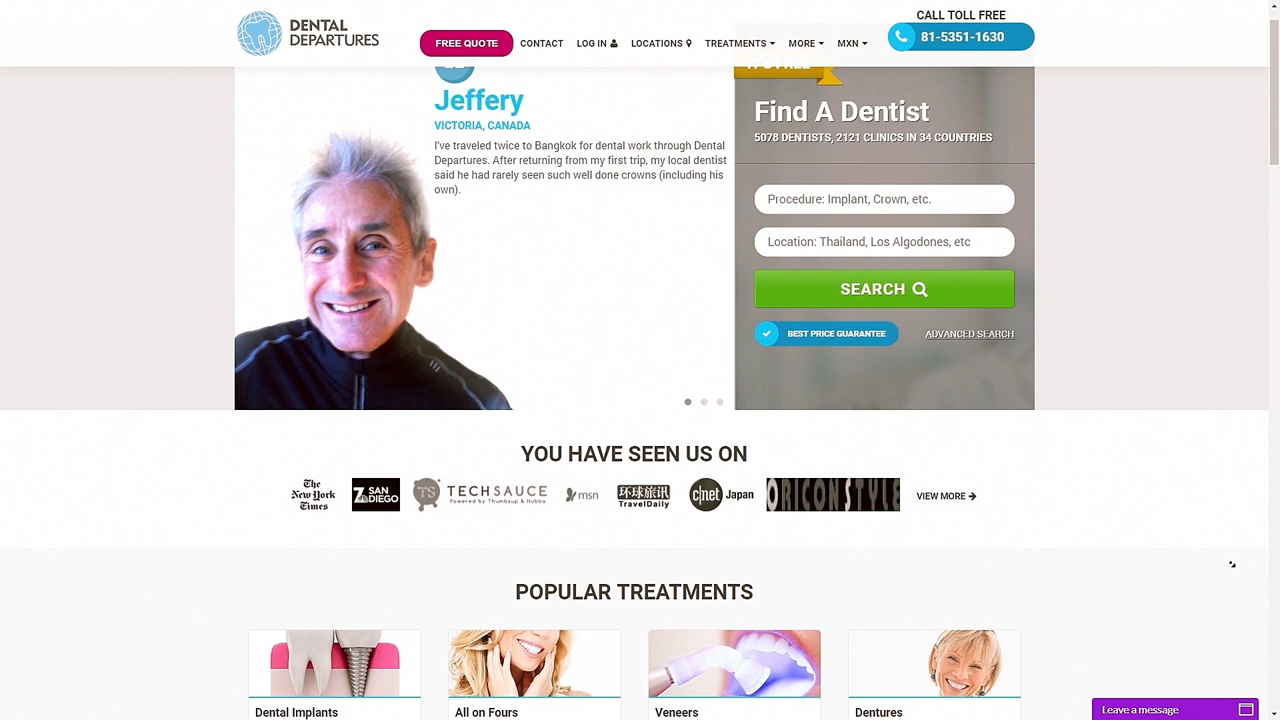 DENTAL
DEPARTURES
FREE QUOTE
CONTACT
LOG IN
LOCATIONS
TREATMENTS
MORE
MXN
CALL TOLL FREE
81-5351-1630
Jeffery
VICTORIA, CANADA
I've traveled twice to Bangkok for dental work through Dental
Departures. After returning from my first trip, my local dentist
said he had rarely seen such well done crowns (including his
own).
Find A Dentist
5078 DENTISTS, 2121 CLINICS IN 34 COUNTRIES
Procedure: Implant, Crown, etc.
Location: Thailand, Los Algodones, etc
SEARCH
BEST PRICE GUARANTEE
ADVANCED SEARCH
YOU HAVE SEEN US ON
The
New York
Times
7 SAN
DIEGO
TS TECHSAUCE
Powered by Thumbsup & Hubba
msn
环球旅讯
TravelDaily
c|net Japan
ORICON STYLE
VIEW MORE
POPULAR TREATMENTS
Dental Implants
All on Fours
Veneers
Dentures
Leave a message